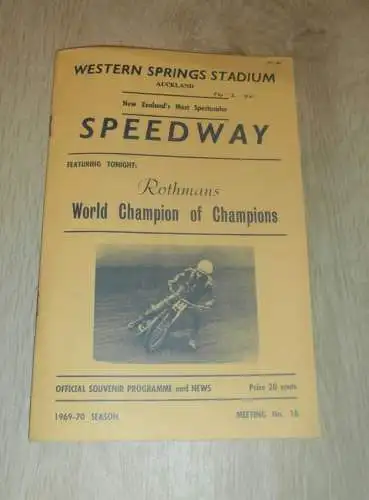 WESTERN SPRINGS STADIUM
AUCKLAND
New Zealand's Most Spectacular
SPEEDWAY
FEATURING TONIGHT:
Rothmans
World Champion of Champions
OFFICIAL SOUVENIR PROGRAMME and NEWS Price 20 cents
1969-70 SEASON MEETING No.